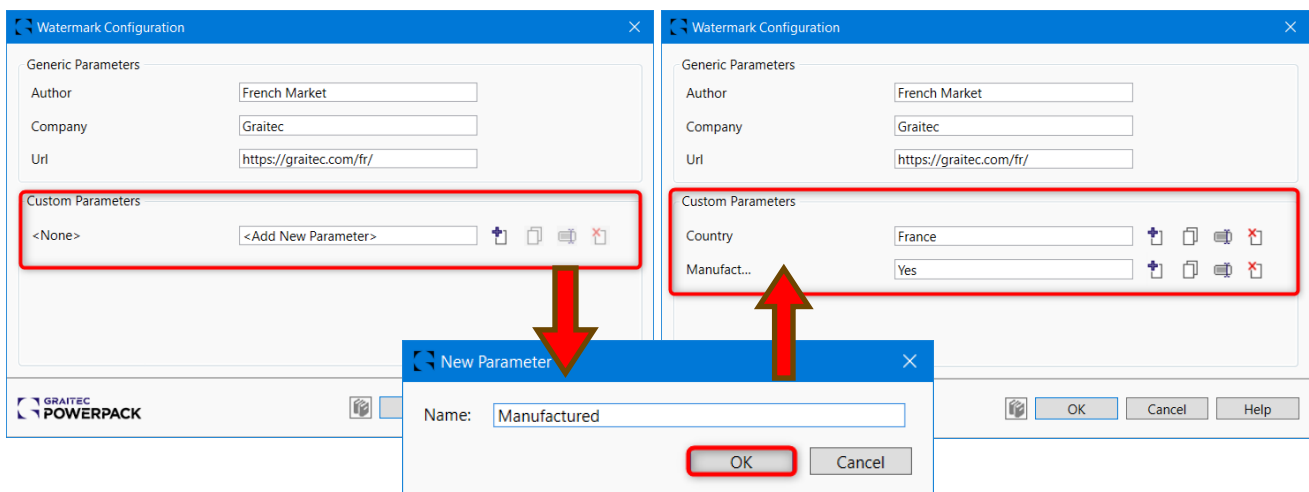 Watermark Configuration
Generic Parameters
Author French Market
Company Graitec
Url https://graitec.com/fr/
Custom Parameters
<None> <Add New Parameter>
GRAITEC
POWERPACK
Watermark Configuration
Generic Parameters
Author French Market
Company Graitec
Url https://graitec.com/fr/
Custom Parameters
Country France
Manufact... Yes
OK Cancel Help
New Parameter
Name: Manufactured
OK Cancel